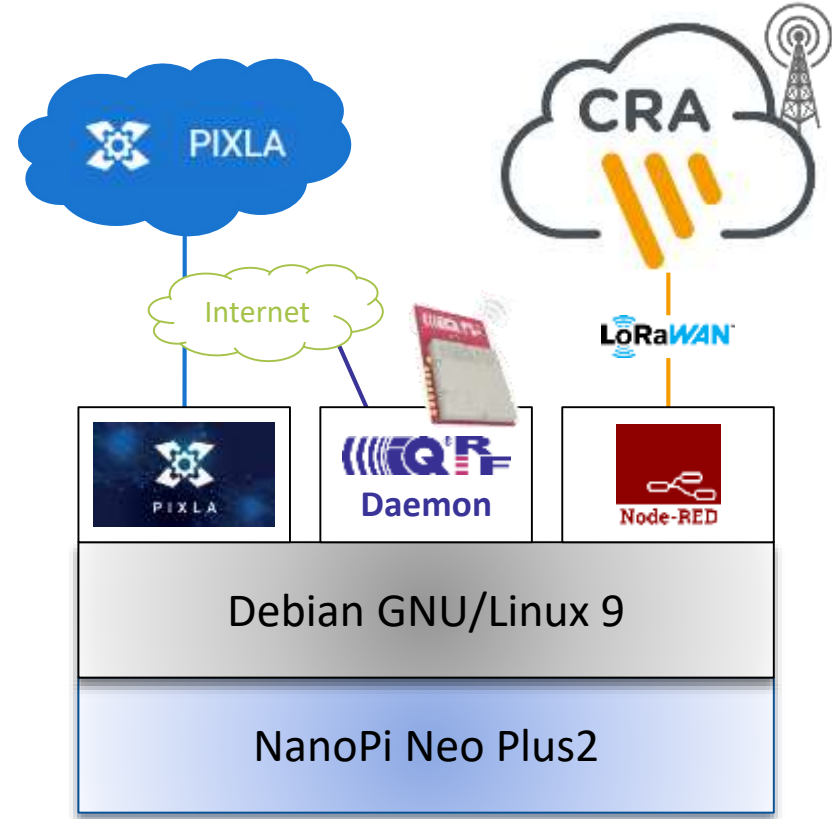 PIXLA
CRA
Internet
LoRaWAN
PIXLA
IQRF
Daemon
Node-RED
Debian GNU/Linux 9
NanoPi Neo Plus2